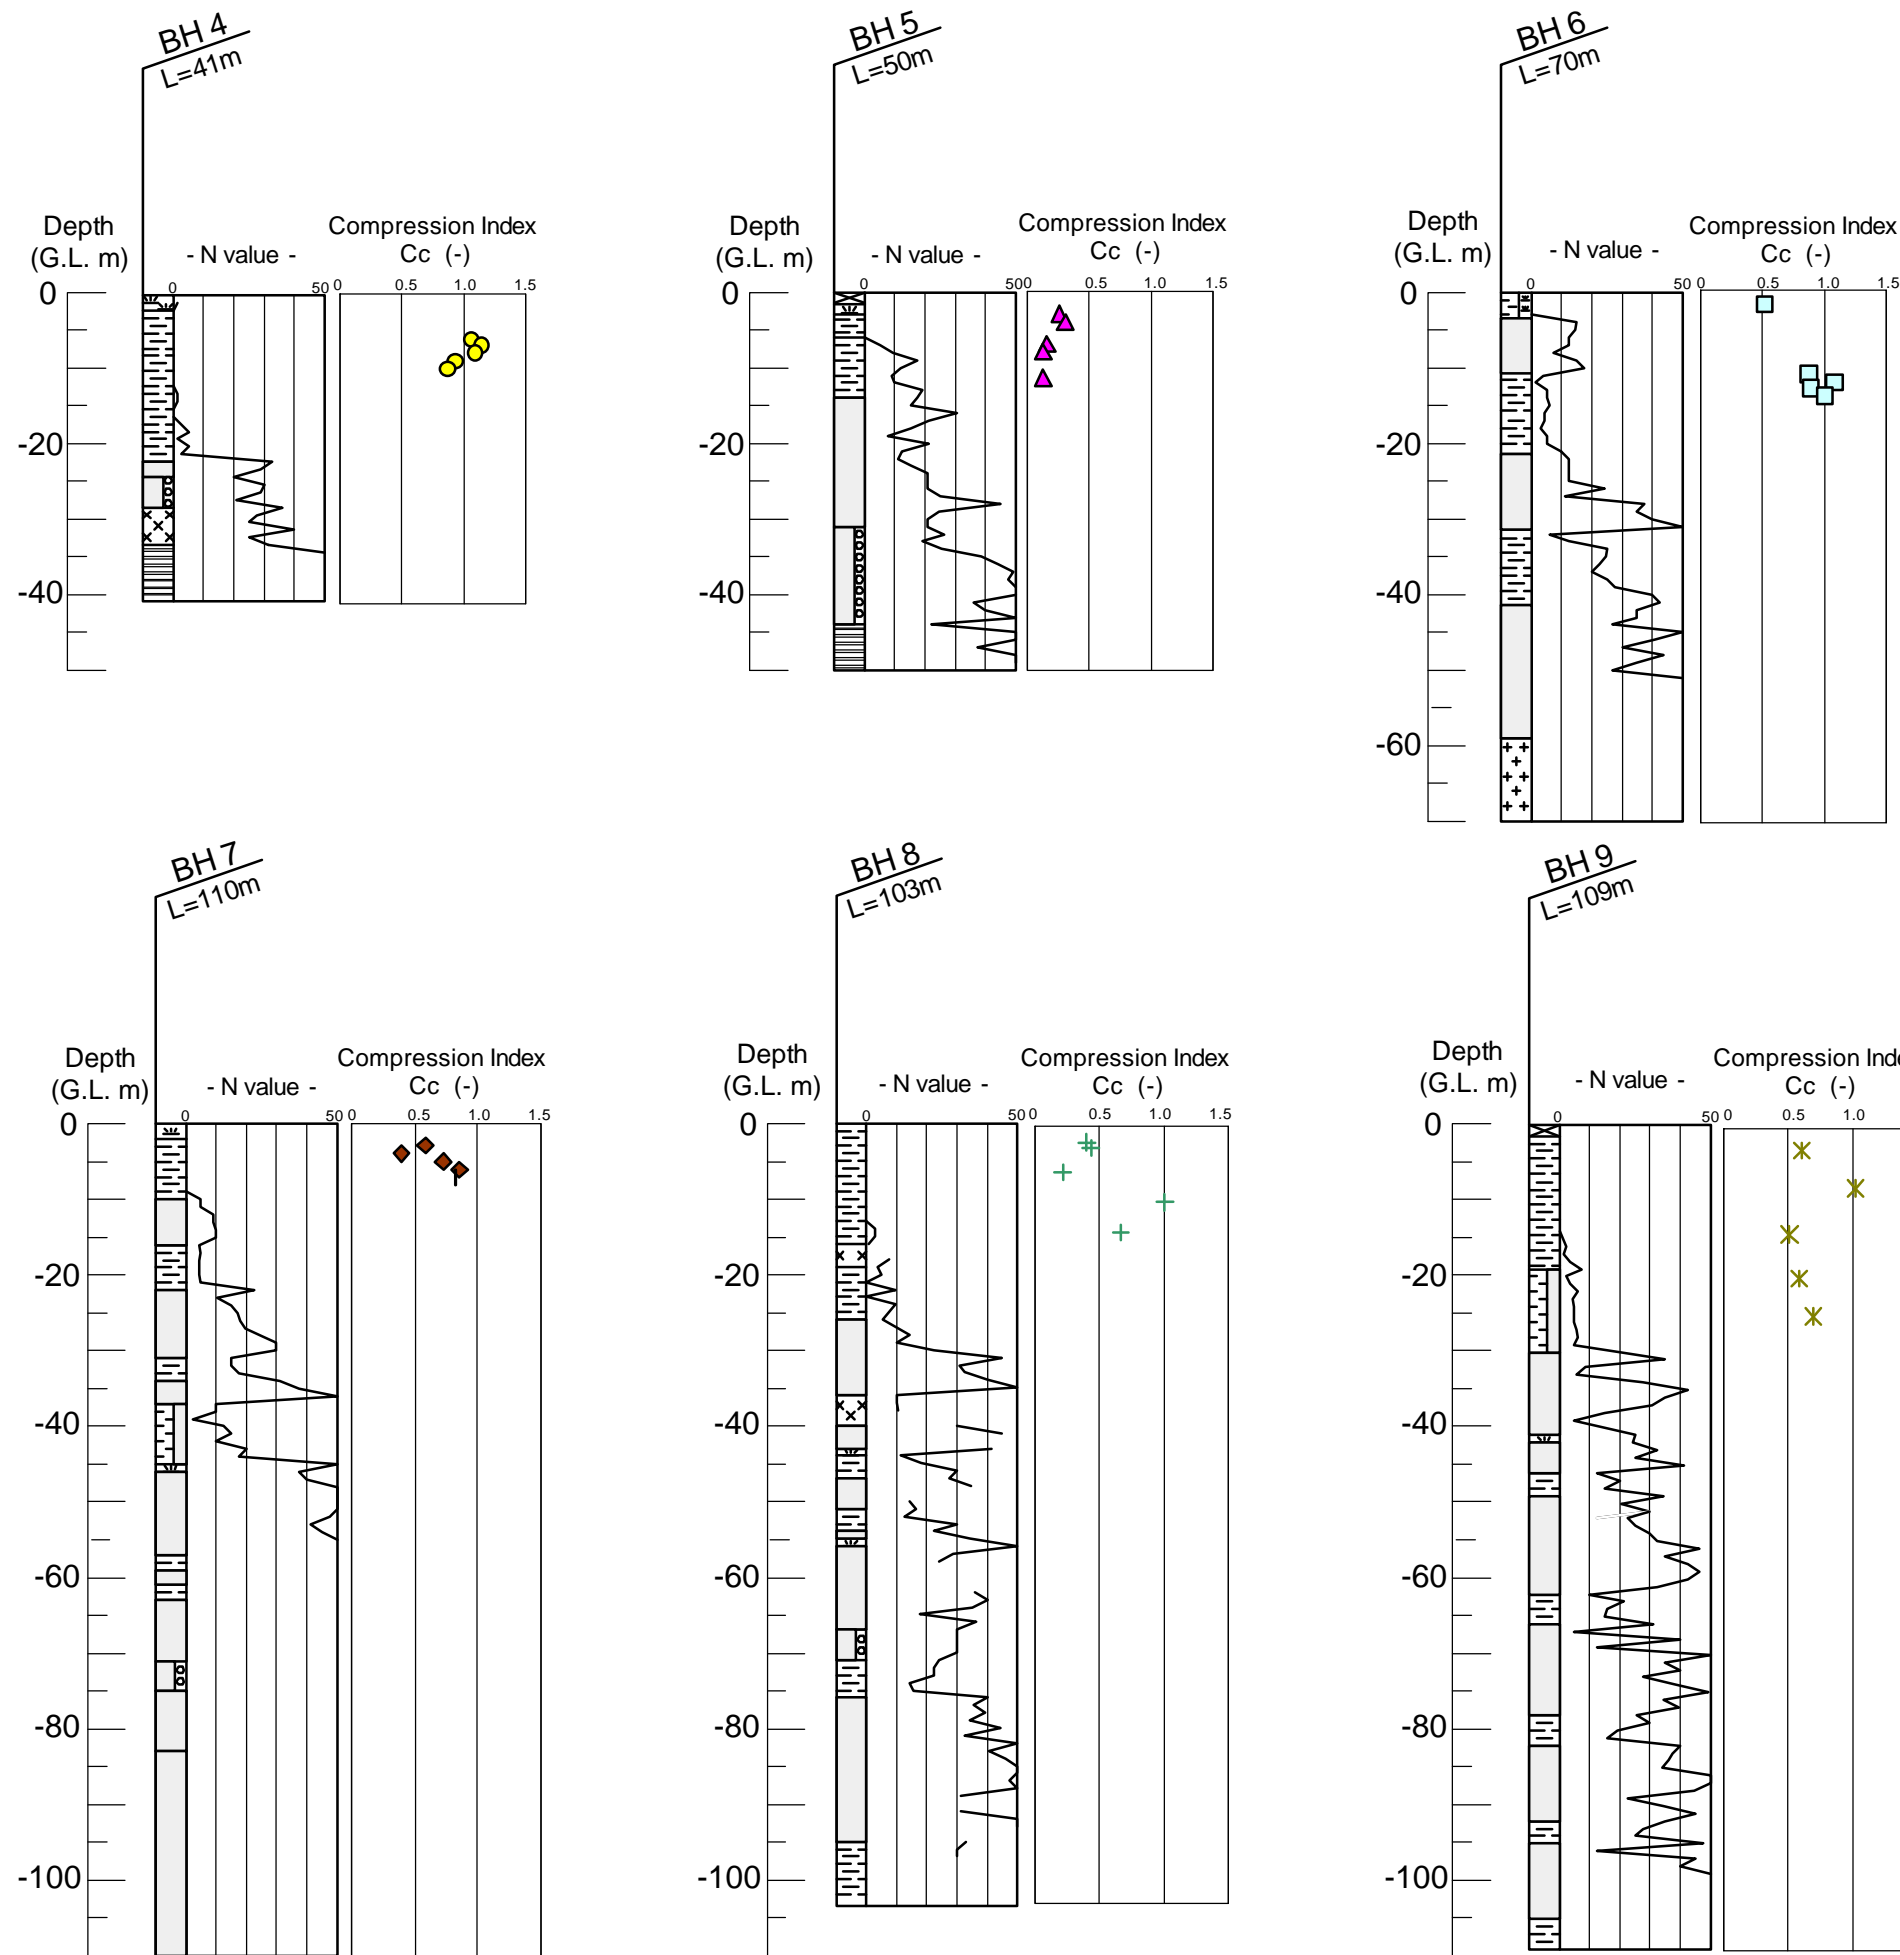 BH 4
L=41m
Depth
(G.L. m)
- N value -
Compression Index
Cc (-)
0 50
0 0.5 1.0 1.5
0
-20
-40
BH 5
L=50m
Depth
(G.L. m)
- N value -
Compression Index
Cc (-)
0 50
0 0.5 1.0 1.5
0
-20
-40
BH 6
L=70m
Depth
(G.L. m)
- N value -
Compression Index
Cc (-)
0 50
0 0.5 1.0 1.5
0
-20
-40
-60
BH 7
L=110m
Depth
(G.L. m)
- N value -
Compression Index
Cc (-)
0 50
0 0.5 1.0 1.5
0
-20
-40
-60
-80
-100
BH 8
L=103m
Depth
(G.L. m)
- N value -
Compression Index
Cc (-)
0 50
0 0.5 1.0 1.5
0
-20
-40
-60
-80
-100
BH 9
L=109m
Depth
(G.L. m)
- N value -
Compression Inde
Cc (-)
0 50
0 0.5 1.0
0
-20
-40
-60
-80
-100